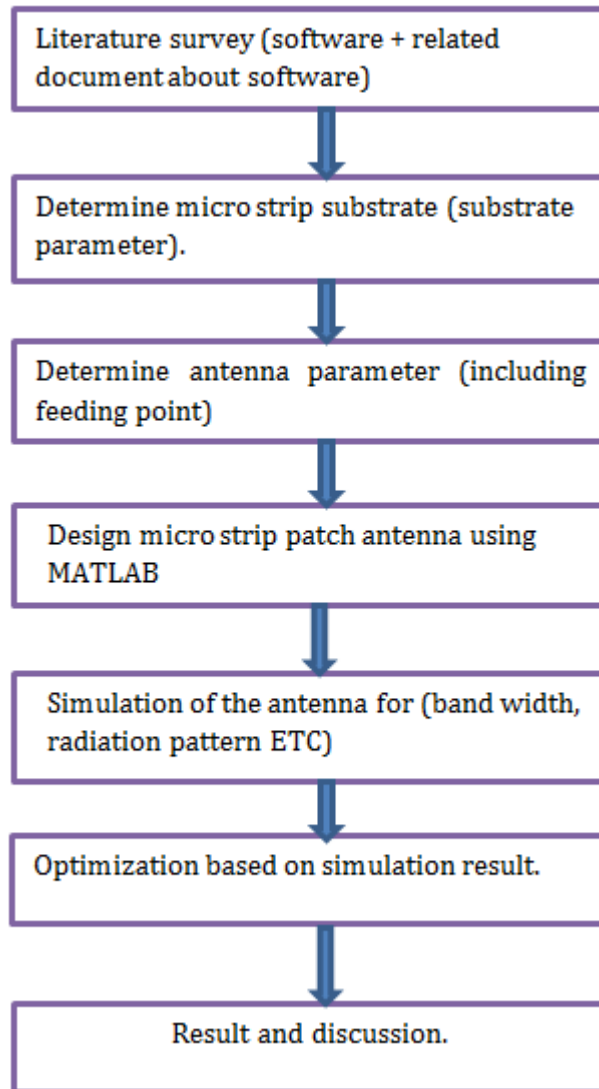 Literature survey (software + related
document about software)
Determine micro strip substrate (substrate
parameter).
Determine antenna parameter (including
feeding point)
Design micro strip patch antenna using
MATLAB
Simulation of the antenna for (band width,
radiation pattern ETC)
Optimization based on simulation result.
Result and discussion.